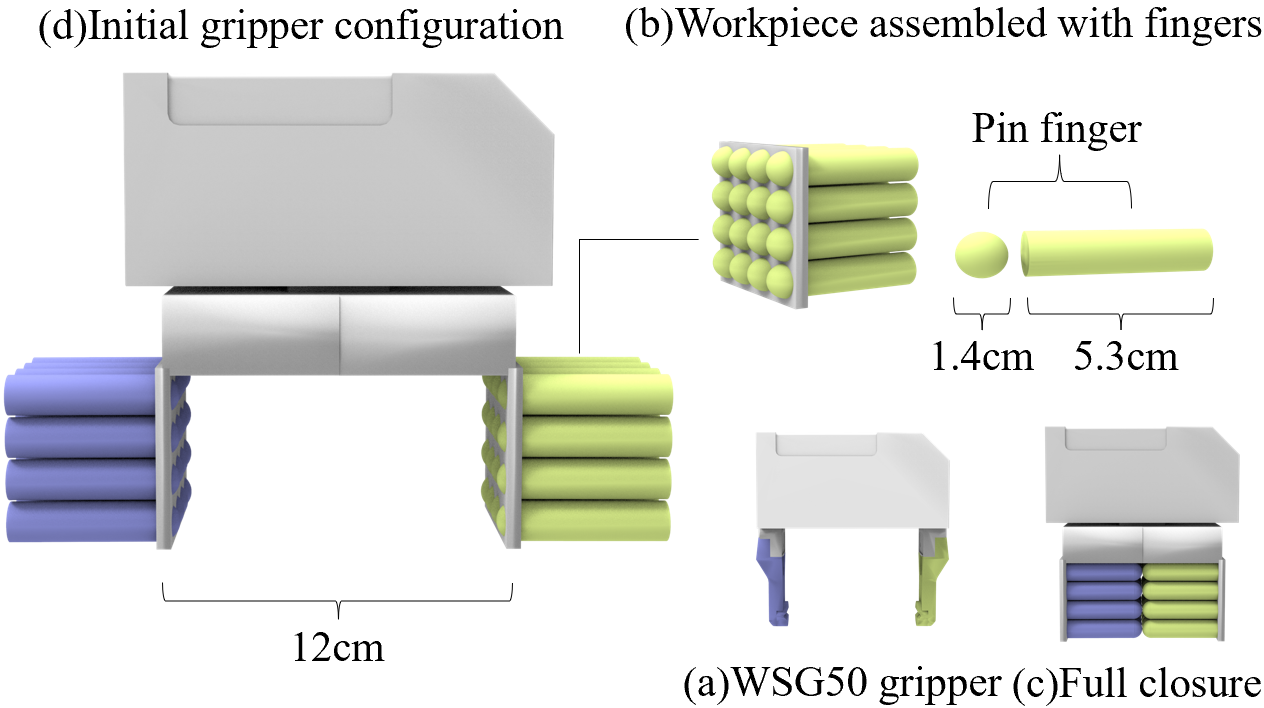 (d)Initial gripper configuration
(b)Workpiece assembled with fingers
Pin finger
1.4cm
5.3cm
12cm
(a)WSG50 gripper
(c)Full closure